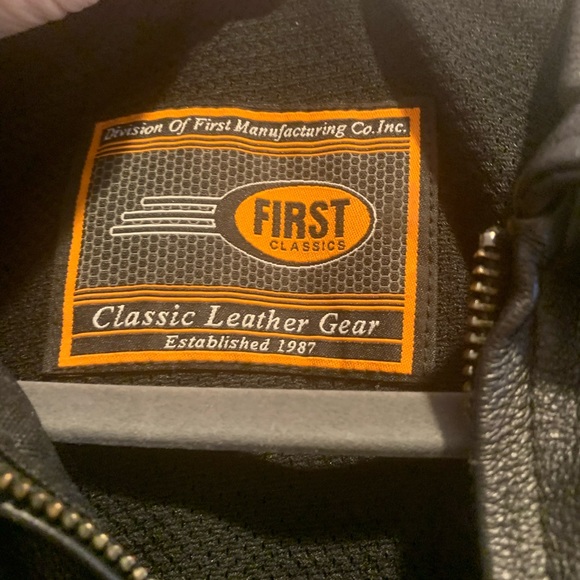 Division Of First Manufacturing Co.Inc.
FIRST
CLASSICS
Classic Leather Gear
Established 1987